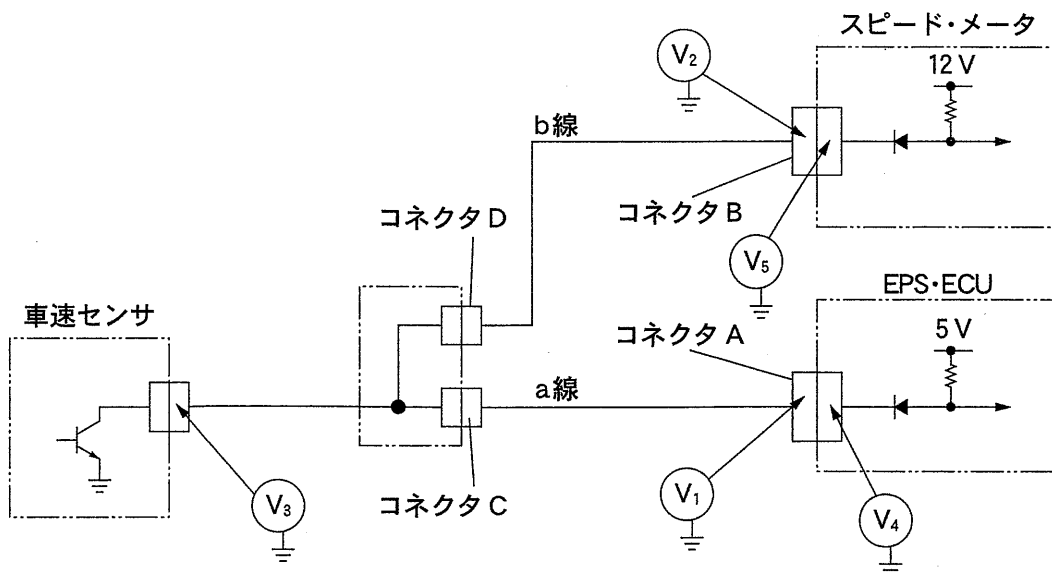 スピード・メータ
12 V
V₂
b線
コネクタ D
コネクタ B
V₅
EPS・ECU
車速センサ
コネクタ A
5 V
a線
V₃
コネクタ C
V₁
V₄